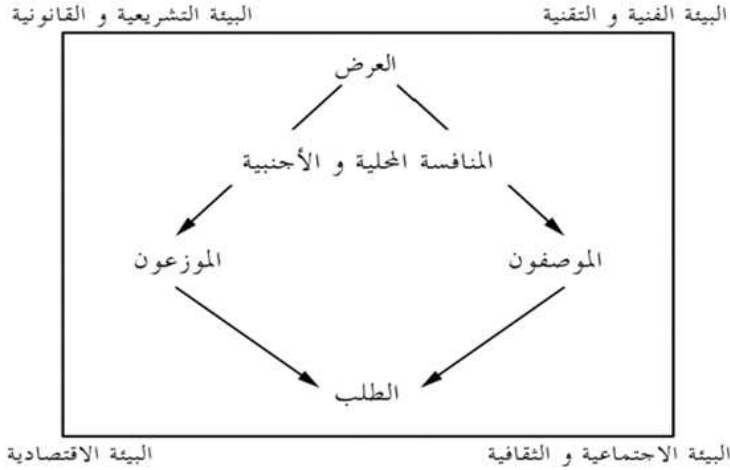 البيئة الفنية و التقنية
البيئة التشريعية و القانونية
العرض
المنافسة المحلية و الأجنبية
الموصفون
الموزعون
الطلب
البيئة الاجتماعية و الثقافية
البيئة الاقتصادية